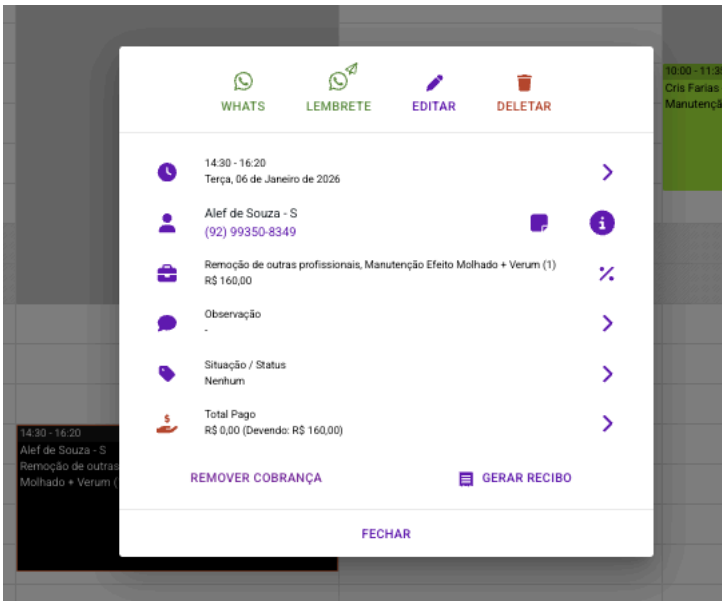 WHATS
LEMBRETE
EDITAR
DELETAR
14:30 - 16:20
Terça, 06 de Janeiro de 2026
Alef de Souza - S
(92) 99350-8349
Remoção de outras profissionais, Manutenção Efeito Molhado + Verum (1)
R$ 160,00
Observação
-
Situação / Status
Nenhum
Total Pago
R$ 0,00 (Devendo: R$ 160,00)
REMOVER COBRANÇA
GERAR RECIBO
FECHAR
10:00 - 11:3
Cris Farias
Manutençã
14:30 - 16:20
Alef de Souza - S
Remoção de outras
Molhado + Verum (